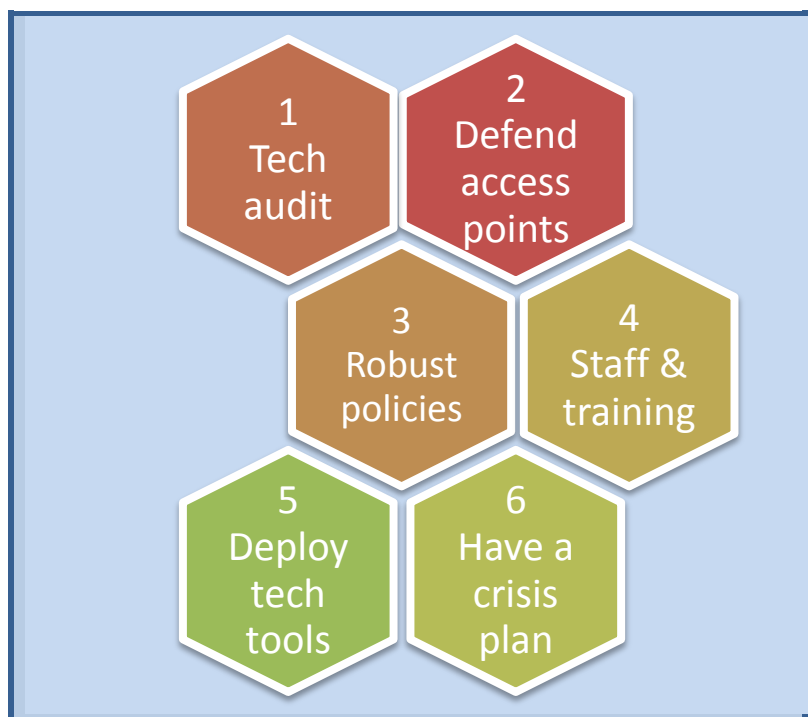 1
Tech
audit
2
Defend
access
points
3
Robust
policies
4
Staff &
training
5
Deploy
tech
tools
6
Have a
crisis
plan